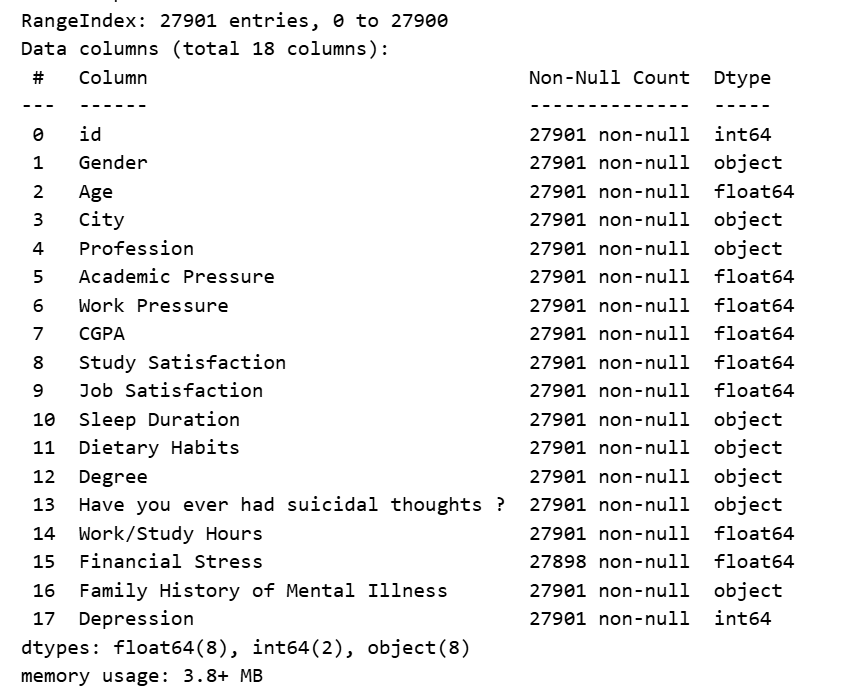 RangeIndex: 27901 entries, 0 to 27900
Data columns (total 18 columns):
 #   Column                                 Non-Null Count  Dtype
---  ------                                 --------------  -----
 0   id                                     27901 non-null  int64
 1   Gender                                 27901 non-null  object
 2   Age                                    27901 non-null  float64
 3   City                                   27901 non-null  object
 4   Profession                             27901 non-null  object
 5   Academic Pressure                      27901 non-null  float64
 6   Work Pressure                          27901 non-null  float64
 7   CGPA                                   27901 non-null  float64
 8   Study Satisfaction                     27901 non-null  float64
 9   Job Satisfaction                       27901 non-null  float64
 10  Sleep Duration                         27901 non-null  object
 11  Dietary Habits                         27901 non-null  object
 12  Degree                                 27901 non-null  object
 13  Have you ever had suicidal thoughts ?  27901 non-null  object
 14  Work/Study Hours                       27901 non-null  float64
 15  Financial Stress                       27898 non-null  float64
 16  Family History of Mental Illness       27901 non-null  object
 17  Depression                             27901 non-null  int64
dtypes: float64(8), int64(2), object(8)
memory usage: 3.8+ MB